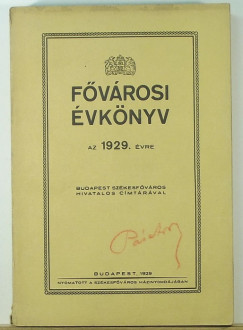 FŐVÁROSI
ÉVKÖNYV
AZ 1929. ÉVRE
BUDAPEST SZÉKESFŐVÁROS
HIVATALOS CÍMTÁRÁVAL
BUDAPEST, 1929
NYOMATOTT A SZÉKESFŐVÁROS HÁZINYOMDÁJÁBAN